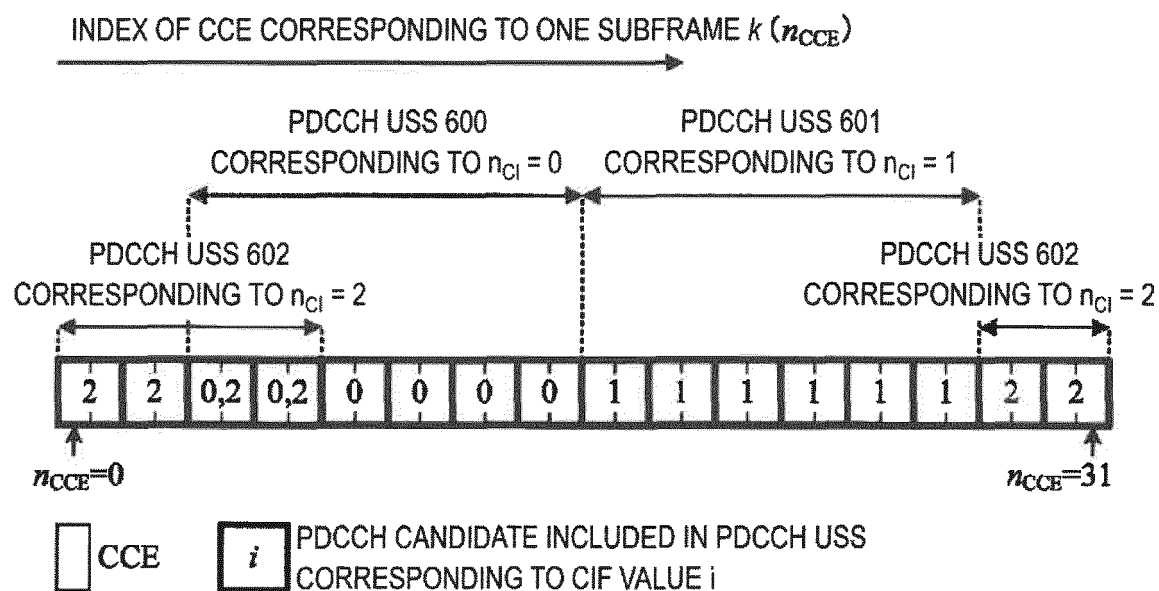 INDEX OF CCE CORRESPONDING TO ONE SUBFRAME k (nCCE)
PDCCH USS 600
CORRESPONDING TO nCI = 0
PDCCH USS 601
CORRESPONDING TO nCI = 1
PDCCH USS 602
CORRESPONDING TO nCI = 2
PDCCH USS 602
CORRESPONDING TO nCI = 2
2 2 0,2 0,2 0 0 0 0 1 1 1 1 1 1 2 2
nCCE=0
nCCE=31
CCE
i
PDCCH CANDIDATE INCLUDED IN PDCCH USS
CORRESPONDING TO CIF VALUE i